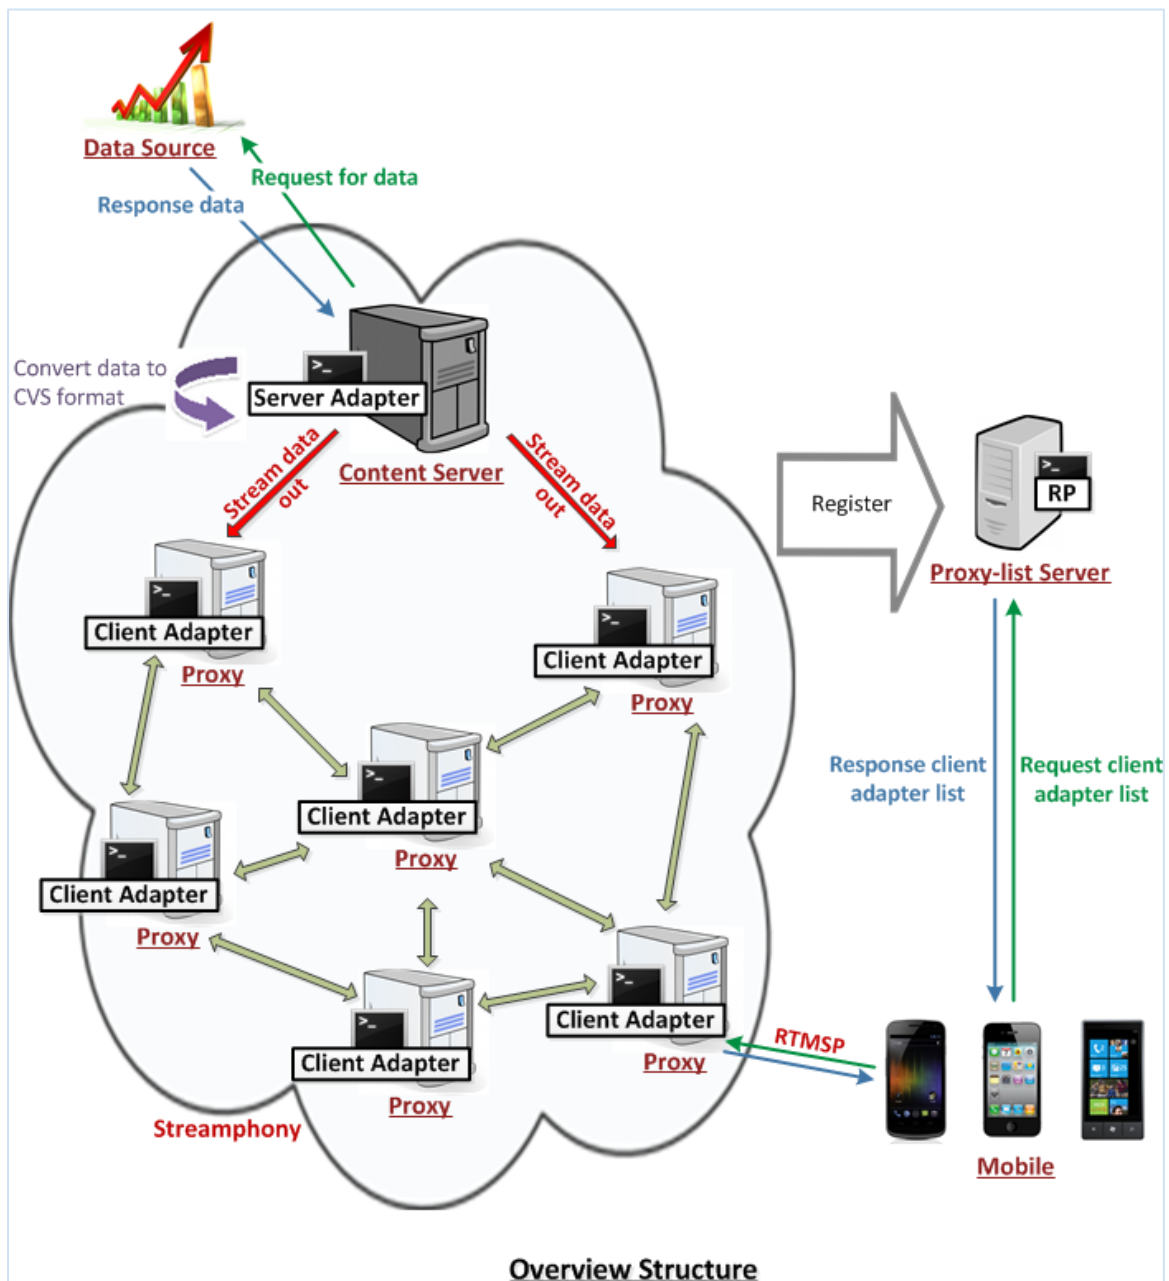 Data Source
Request for data
Response data
Convert data to
CVS format
>_
Server Adapter
Content Server
Stream data
out
Stream data
out
Register
>_
RP
Proxy-list Server
>_
Client Adapter
Proxy
>_
Client Adapter
Proxy
>_
Client Adapter
Proxy
Response client
adapter list
Request client
adapter list
>_
Client Adapter
Proxy
>_
Client Adapter
Proxy
>_
Client Adapter
Proxy
RTMSP
Streamphony
Mobile
Overview Structure